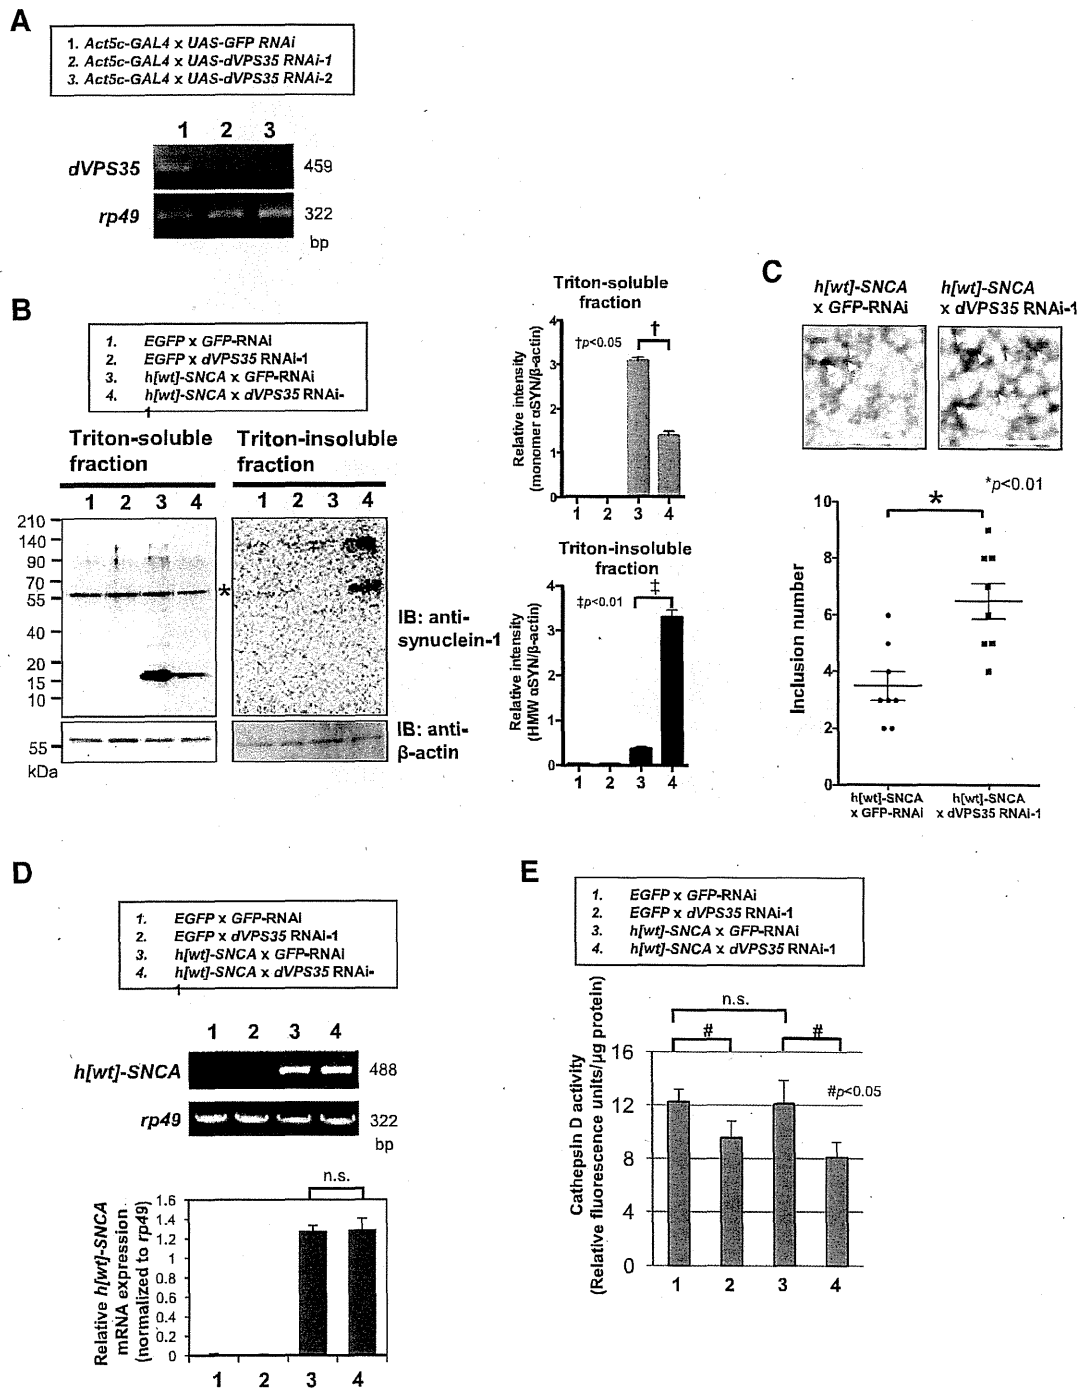 A
1. Act5c-GAL4 x UAS-GFP RNAi
2. Act5c-GAL4 x UAS-dVPS35 RNAi-1
3. Act5c-GAL4 x UAS-dVPS35 RNAi-2
1 2 3
dVPS35 459
rp49 322
bp
B
1. EGFP x GFP-RNAi
2. EGFP x dVPS35 RNAi-1
3. h[wt]-SNCA x GFP-RNAi
4. h[wt]-SNCA x dVPS35 RNAi-
1
Triton-soluble
fraction
Triton-insoluble
fraction
1 2 3 4
1 2 3 4
210
140
90
70
55
40
20
15
10
*
IB: anti-
synuclein-1
55
kDa
IB: anti-
β-actin
Triton-soluble
fraction
†p<0.05
†
Relative intensity
(monomer αSYN/β-actin)
4
3
2
1
0
1 2 3 4
Triton-insoluble
fraction
‡p<0.01
‡
Relative intensity
(HMW αSYN/β-actin)
4
3
2
1
0
1 2 3 4
C
h[wt]-SNCA
x GFP-RNAi
h[wt]-SNCA
x dVPS35 RNAi-1
*p<0.01
*
Inclusion number
10
8
6
4
2
0
h[wt]-SNCA
x GFP-RNAi
h[wt]-SNCA
x dVPS35 RNAi-1
D
1. EGFP x GFP-RNAi
2. EGFP x dVPS35 RNAi-1
3. h[wt]-SNCA x GFP-RNAi
4. h[wt]-SNCA x dVPS35 RNAi-
1
1 2 3 4
h[wt]-SNCA 488
rp49 322
bp
n.s.
Relative h[wt]-SNCA
mRNA expression
(normalized to rp49)
1.6
1.4
1.2
1
0.8
0.6
0.4
0.2
0
1 2 3 4
E
1. EGFP x GFP-RNAi
2. EGFP x dVPS35 RNAi-1
3. h[wt]-SNCA x GFP-RNAi
4. h[wt]-SNCA x dVPS35 RNAi-1
n.s.
# #
#p<0.05
Cathepsin D activity
(Relative fluorescence units/μg protein)
16
12
8
4
0
1 2 3 4